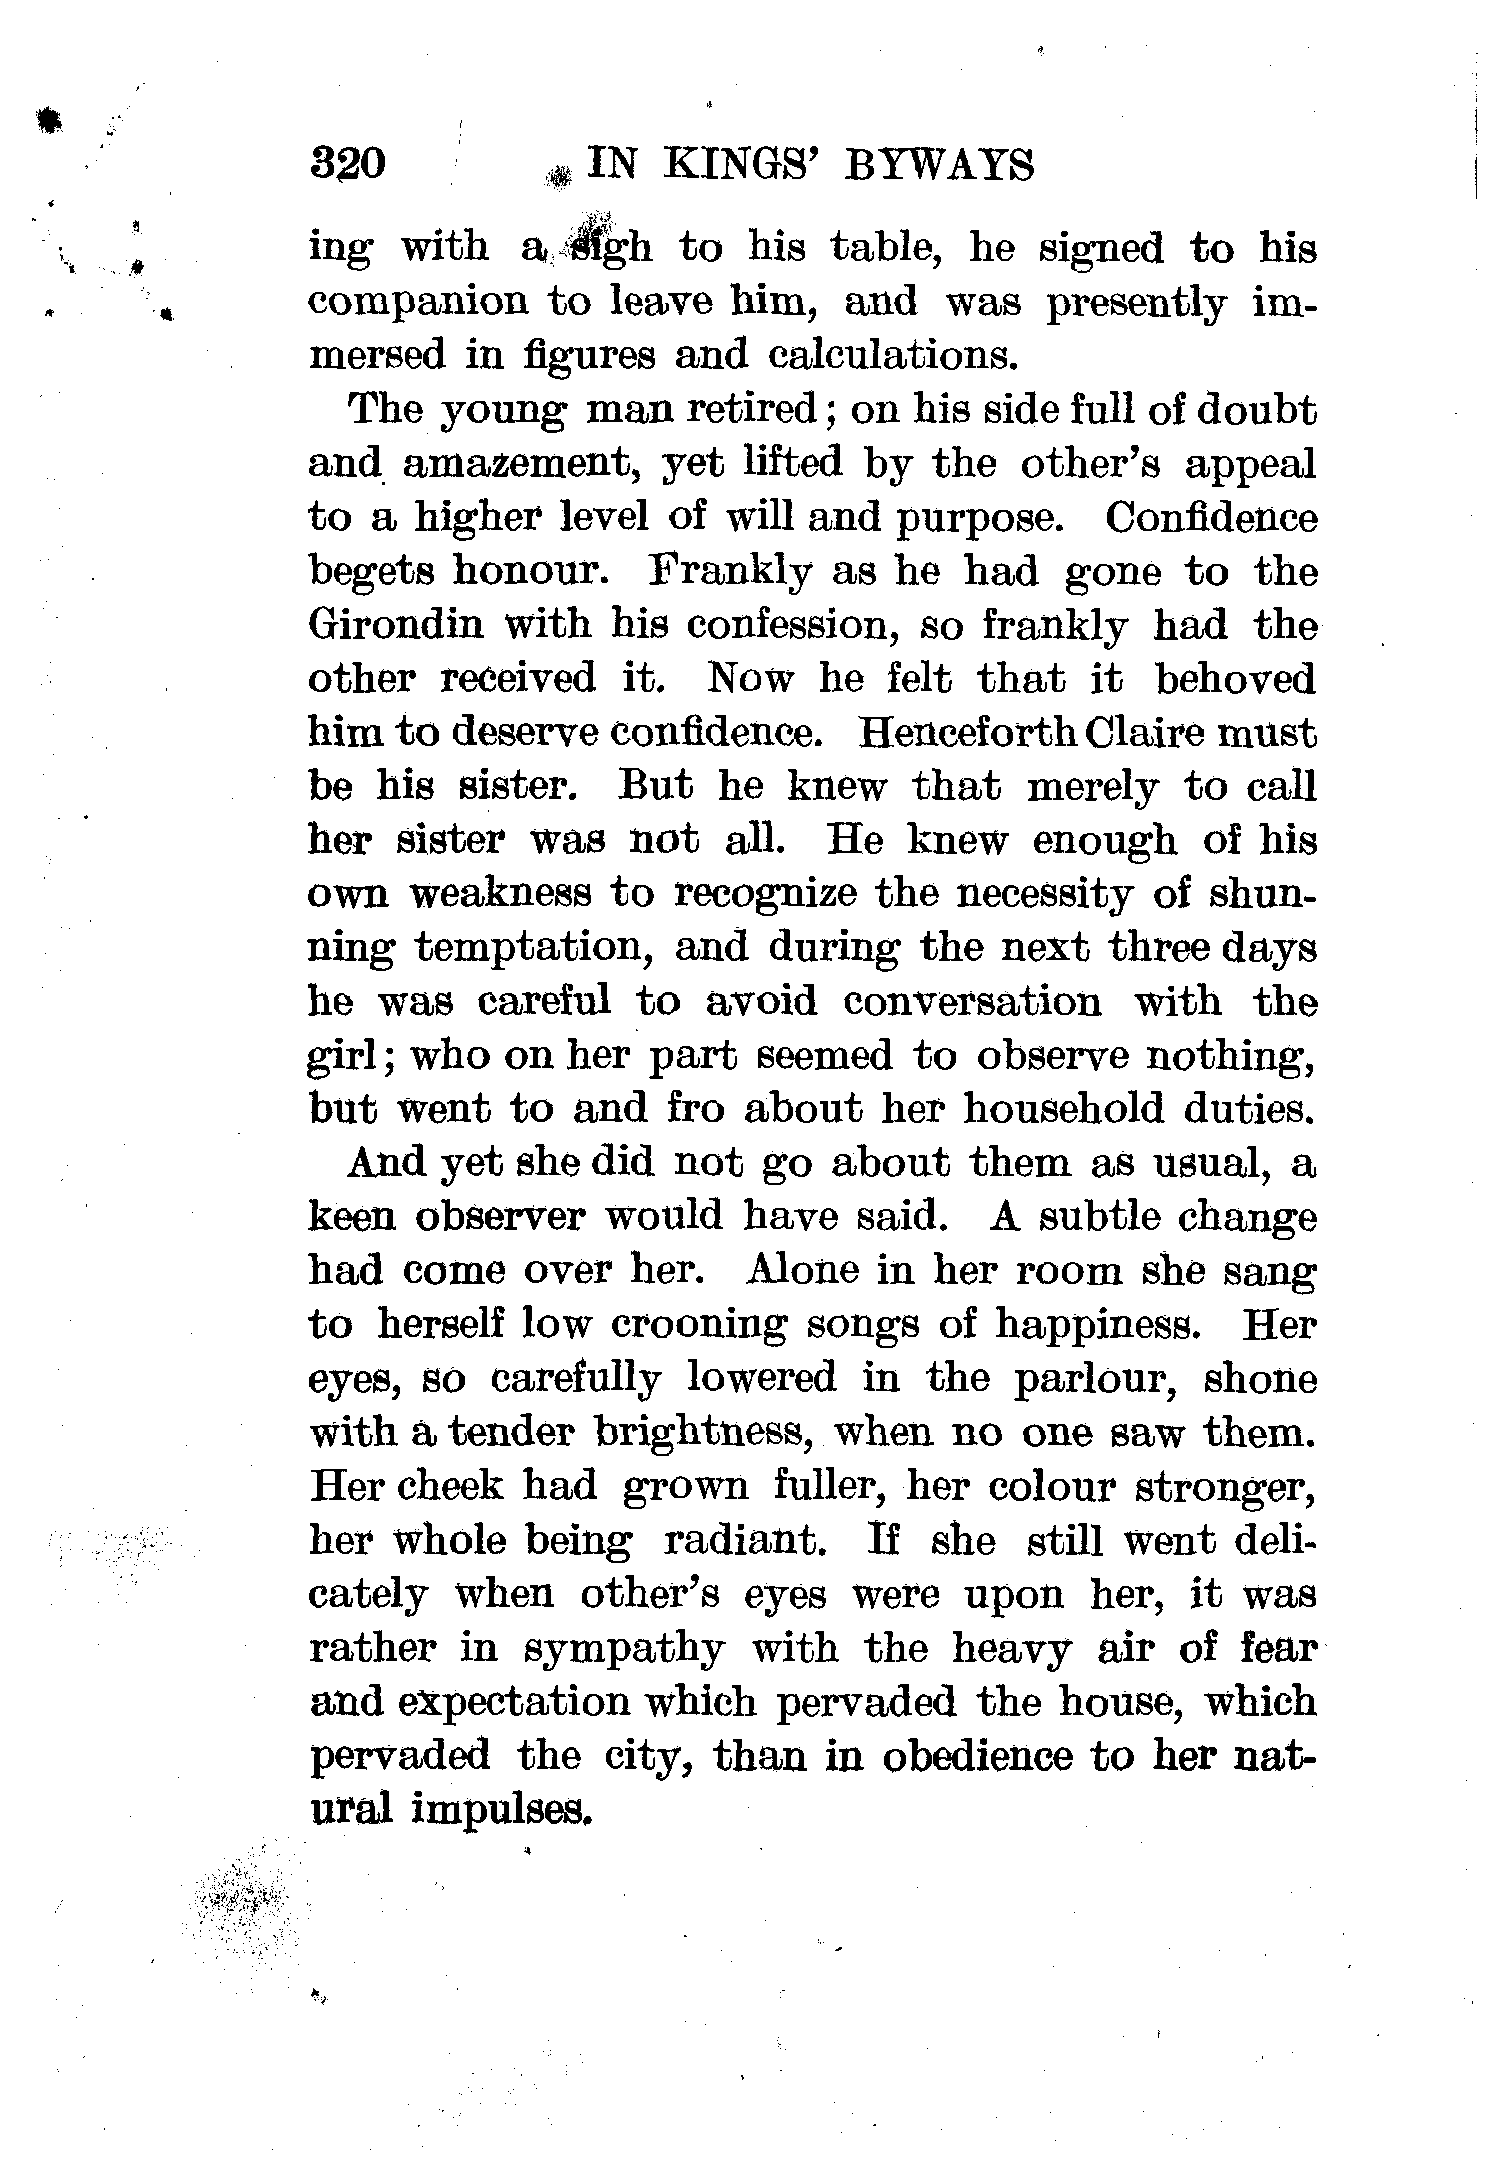 320 IN KINGS' BYWAYS
ing with a sigh to his table, he signed to his
companion to leave him, and was presently im-
mersed in figures and calculations.
The young man retired; on his side full of doubt
and amazement, yet lifted by the other's appeal
to a higher level of will and purpose. Confidence
begets honour. Frankly as he had gone to the
Girondin with his confession, so frankly had the
other received it. Now he felt that it behoved
him to deserve confidence. Henceforth Claire must
be his sister. But he knew that merely to call
her sister was not all. He knew enough of his
own weakness to recognize the necessity of shun-
ning temptation, and during the next three days
he was careful to avoid conversation with the
girl; who on her part seemed to observe nothing,
but went to and fro about her household duties.
And yet she did not go about them as usual, a
keen observer would have said. A subtle change
had come over her. Alone in her room she sang
to herself low crooning songs of happiness. Her
eyes, so carefully lowered in the parlour, shone
with a tender brightness, when no one saw them.
Her cheek had grown fuller, her colour stronger,
her whole being radiant. If she still went deli-
cately when other's eyes were upon her, it was
rather in sympathy with the heavy air of fear
and expectation which pervaded the house, which
pervaded the city, than in obedience to her nat-
ural impulses.